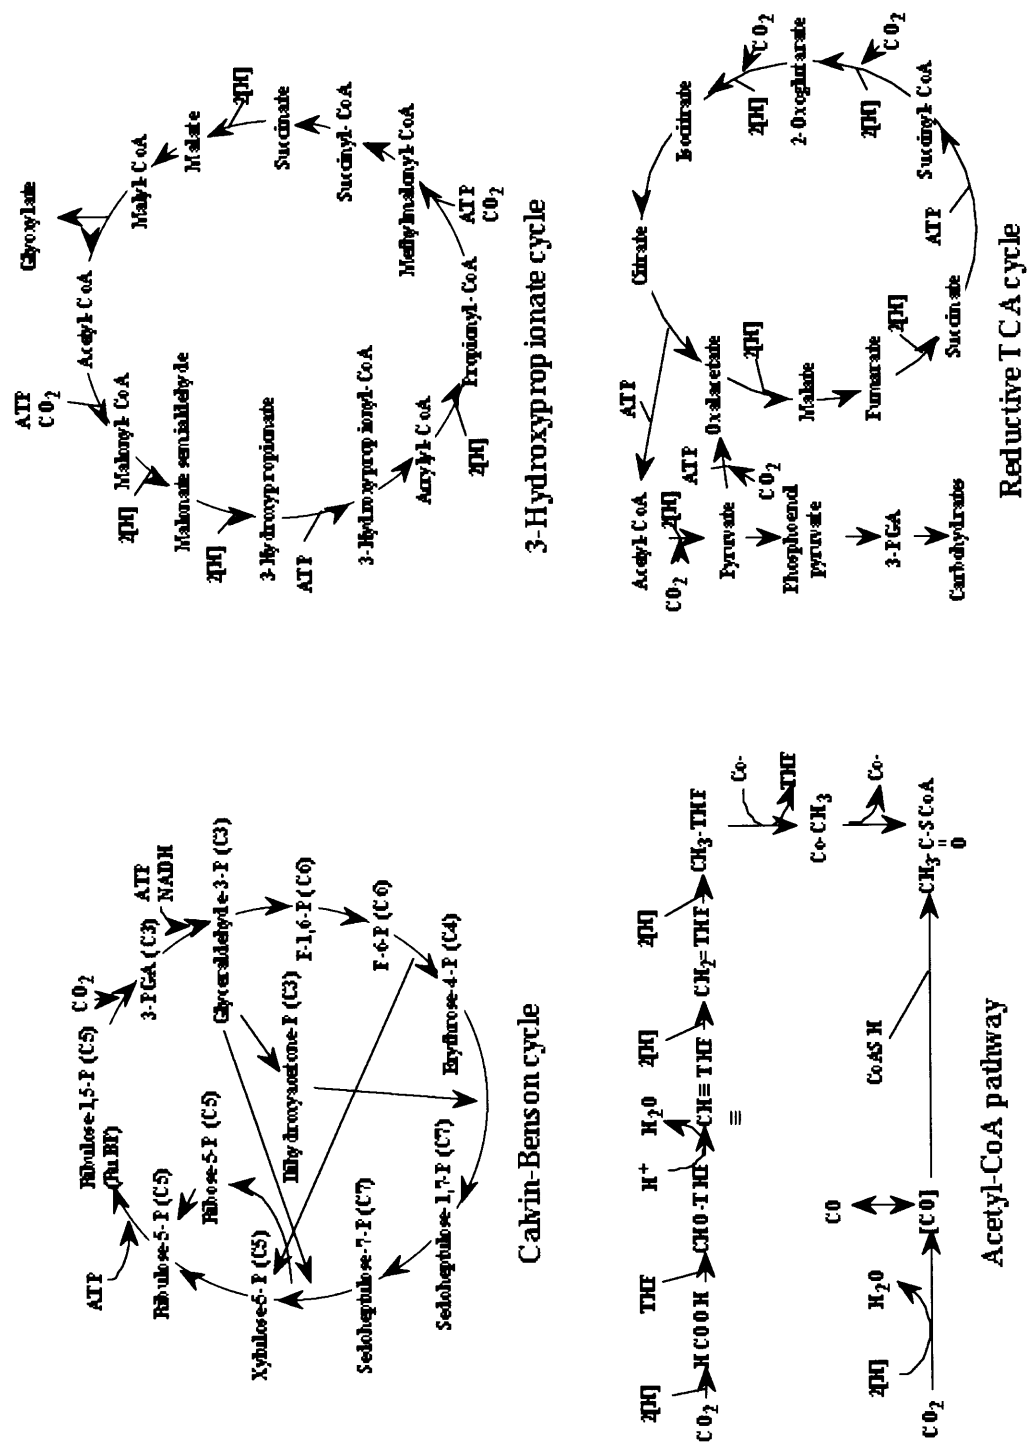 CO2
Ribulose-1,5-P (C5)
(RuBP)
3-PGA (C3)
ATP
NADH
Glyceraldehyde-3-P (C3)
F-1,6-P (C6)
F-6-P (C6)
Erythrose-4-P (C4)
Dihydroxyacetone-P (C3)
Sedoheptulose-1,7-P (C7)
Sedoheptulose-7-P (C7)
Xylulose-5-P (C5)
Ribose-5-P (C5)
Ribulose-5-P (C5)
ATP
Calvin-Benson cycle
Glyoxylate
ATP
CO2
Acetyl-CoA
Malyl-CoA
Malate
2[H]
Succinate
Succinyl-CoA
Methylmalonyl-CoA
ATP
CO2
Propionyl-CoA
2[H]
Acrylyl-CoA
3-Hydroxypropionyl-CoA
ATP
3-Hydroxypropionate
2[H]
Malonate semialdehyde
2[H]
Malonyl-CoA
3-Hydroxypropionate cycle
2[H]
THF
H+
H2O
2[H]
2[H]
CO2
HCOOH
CHO-THF
CH≡THF
CH2=THF
CH3-THF
≡
Co-
THF
Co-CH3
Co-
CO
CoASH
2[H]
H2O
CO2
[CO]
CH3-C-SCoA
=
O
Acetyl-CoA pathway
Acetyl-CoA
ATP
Citrate
Isocitrate
2[H]
CO2
2-Oxoglutarate
2[H]
CO2
Succinyl-CoA
ATP
Succinate
2[H]
Fumarate
Malate
2[H]
Oxalacetate
ATP
CO2
CO2
2[H]
Pyruvate
Phosphoenol
pyruvate
3-PGA
Carbohydrates
Reductive TCA cycle